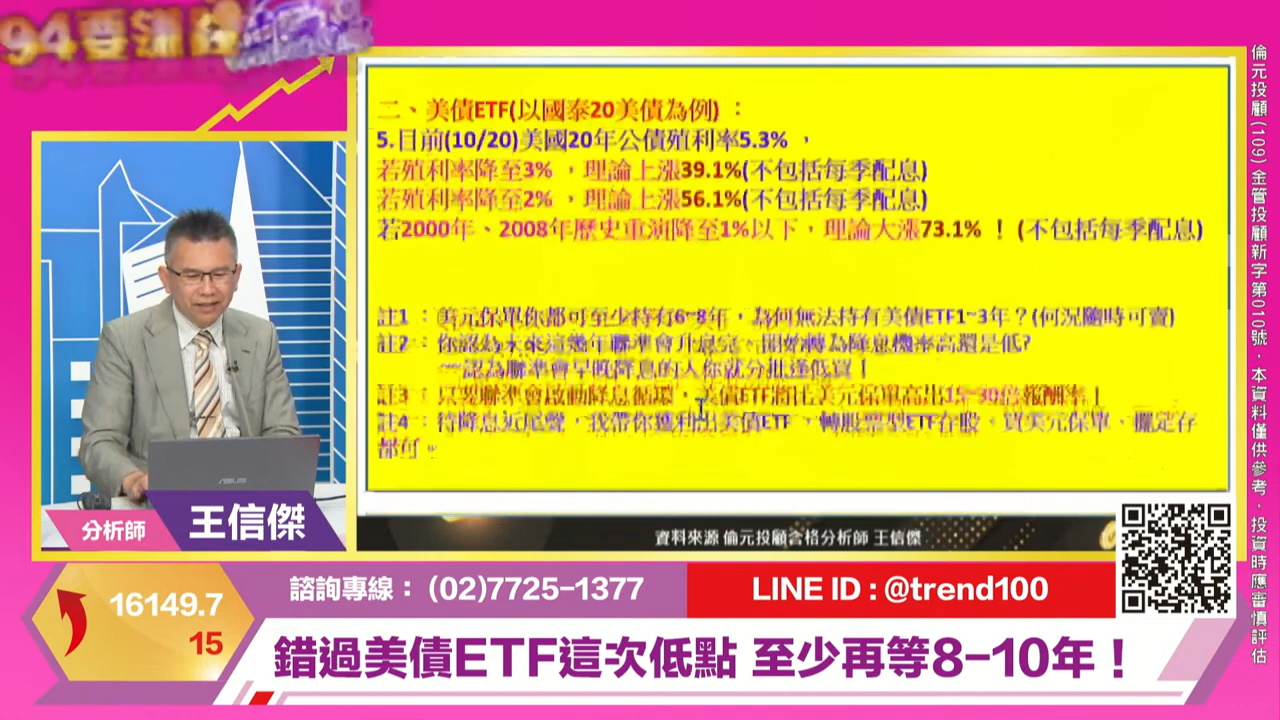 94要賺錢
二、美債ETF(以國泰20美債為例) ：
5.目前(10/20)美國20年公債殖利率5.3% ，
若殖利率降至3% ，理論上漲39.1%(不包括每季配息)
若殖利率降至2% ，理論上漲56.1%(不包括每季配息)
若2000年、2008年歷史重演降至1%以下，理論大漲73.1% ！ (不包括每季配息)
註1 ：美元保單你都可至少持有6~8年，為何無法持有美債ETF1~3年？(何況隨時可賣)
註2 ：你認為未來這幾年聯準會升息完、開始轉為降息機率高還是低?
~~認為聯準會早晚降息的人你就分批逢低買！
註3 ：只要聯準會啟動降息循環，美債ETF將比美元保單高出15~30倍報酬率！
註4 ：待降息近尾聲，我帶你獲利出美債ETF、轉股票型ETF存股、買美元保單、擺定存
都可。
資料來源 倫元投顧合格分析師 王信傑
倫元投顧(109)金管投顧新字第010號，本資料僅供參考，投資時應審慎評估
ASUS
分析師
王信傑
諮詢專線： (02)7725-1377
LINE ID : @trend100
16149.7
15
錯過美債ETF這次低點 至少再等8-10年！